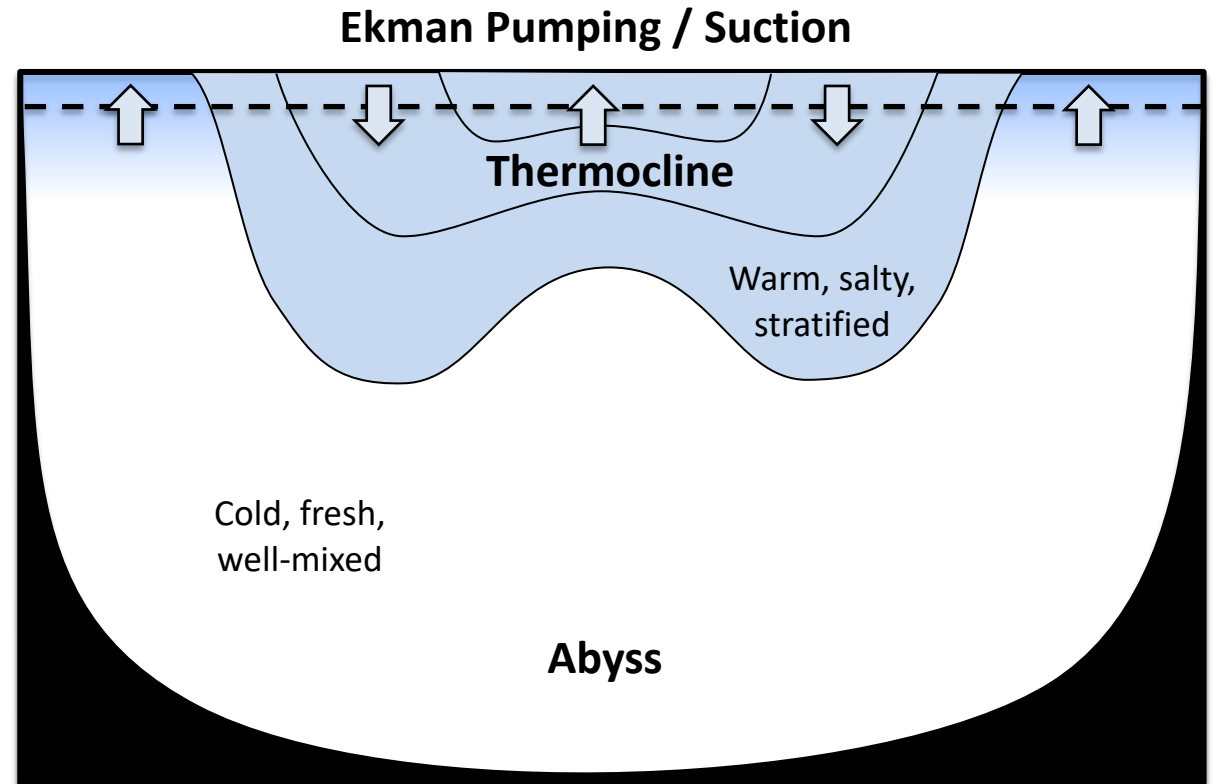 Ekman Pumping / Suction
Thermocline
Warm, salty,
stratified
Cold, fresh,
well-mixed
Abyss